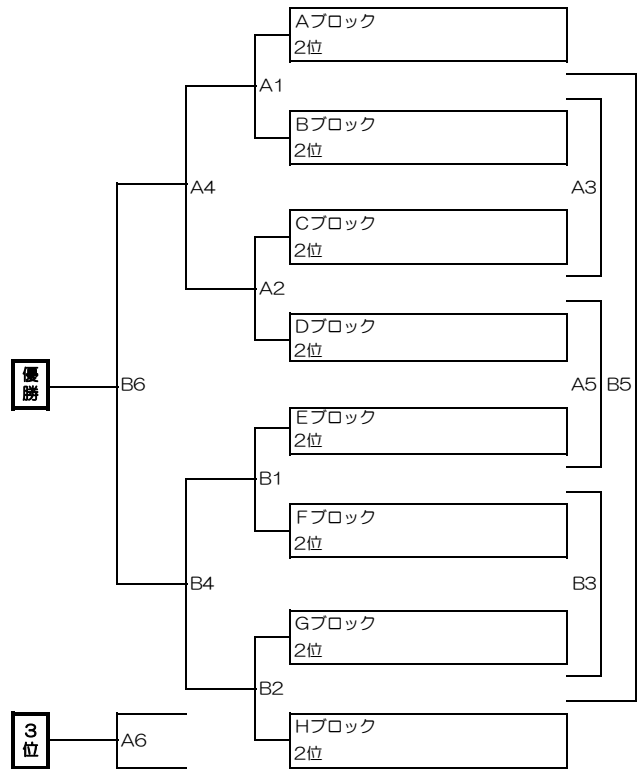 Aブロック
2位
A1
Bブロック
2位
A4
A3
Cブロック
2位
A2
Dブロック
2位
優
勝
B6
A5
B5
Eブロック
2位
B1
Fブロック
2位
B4
B3
Gブロック
2位
B2
3
位
A6
Hブロック
2位